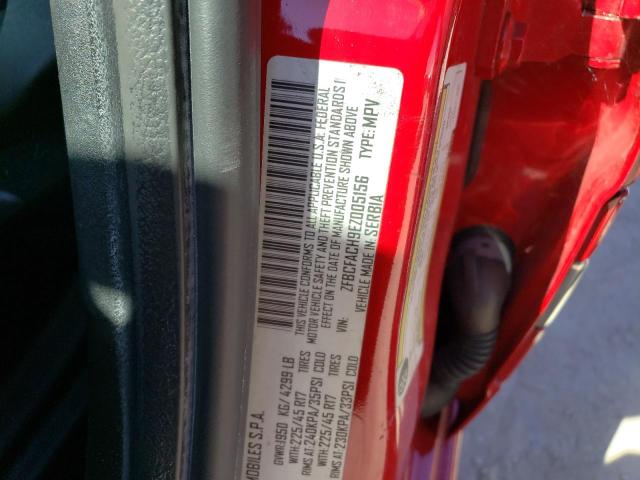 MOBILES S.P.A.
GVWR:1950 KG/ 4299 LB
WITH:225/45 R17 TIRES
RIMS AT: 240KPA/35PSI COLD
WITH:225/45 R17 TIRES
RIMS AT:230KPA/33PSI COLD
THIS VEHICLE CONFORMS TO ALL APPLICABLE U.S.A. FEDERAL
MOTOR VEHICLE SAFETY AND THEFT PREVENTION STANDARDS I
EFFECT ON THE DATE OF MANUFACTURE SHOWN ABOVE
VIN: ZFBCFACH9EZ005156 TYPE: MPV
VEHICLE MADE IN SERBIA